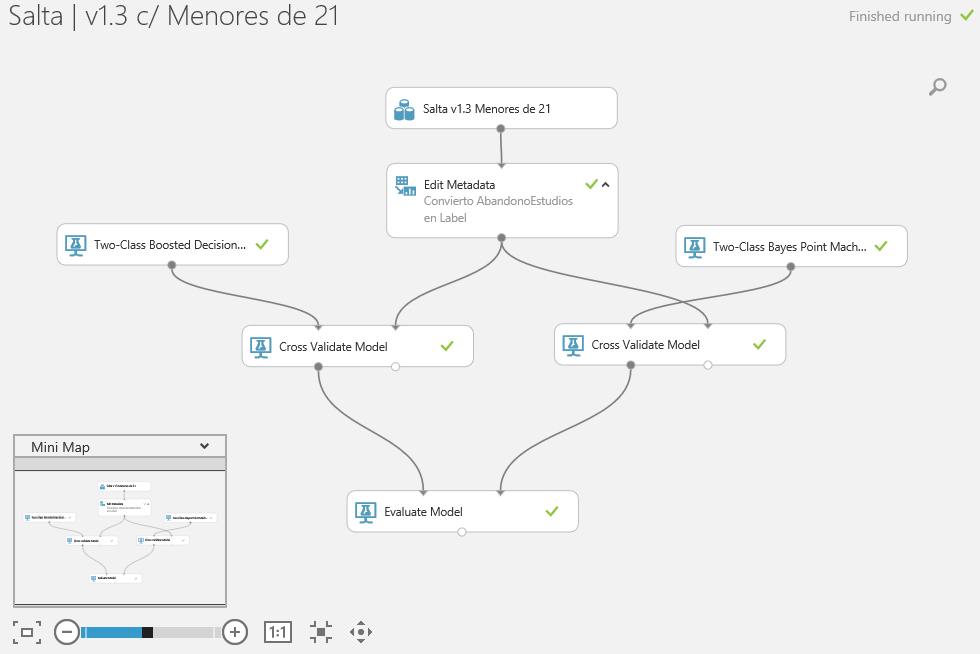 Salta | v1.3 c/ Menores de 21
Finished running
Salta v1.3 Menores de 21
Edit Metadata
Convierto AbandonoEstudios
en Label
Two-Class Boosted Decision...
Two-Class Bayes Point Mach...
Cross Validate Model
Cross Validate Model
Evaluate Model
Mini Map
1:1